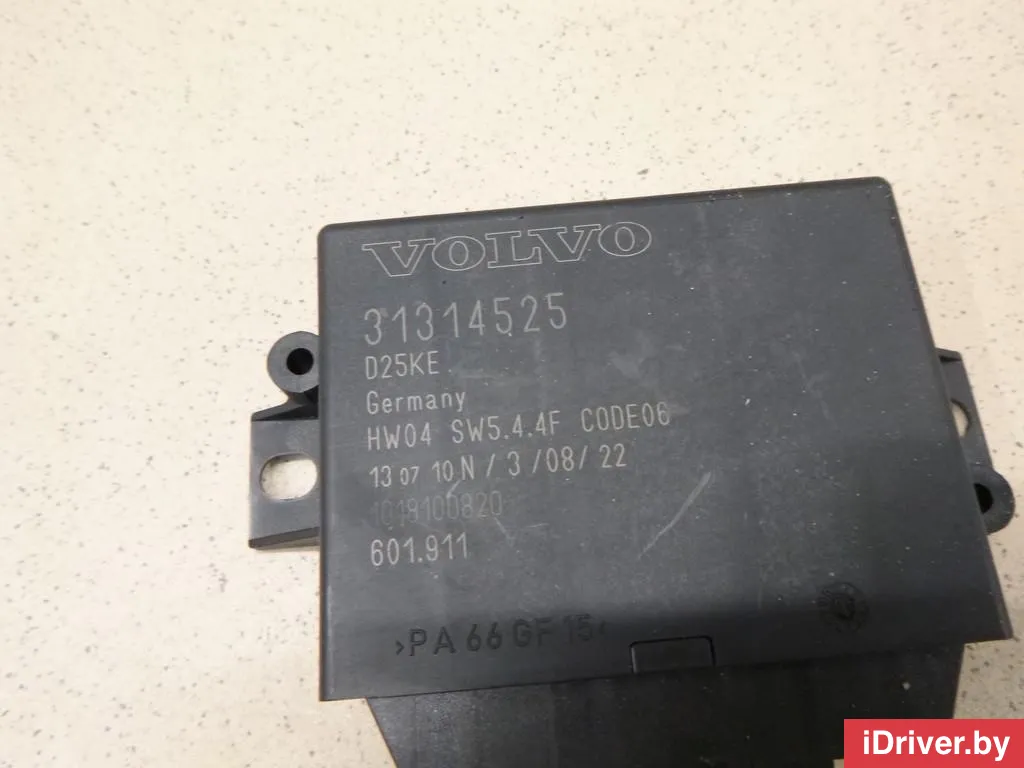 VOLVO
31314525
D25KE
Germany
HW04 SW5.4.4F CODE06
13 07 10 N / 3 / 08 / 22
1018100820
601.911
>PA 66 GF 15<
iDriver.by